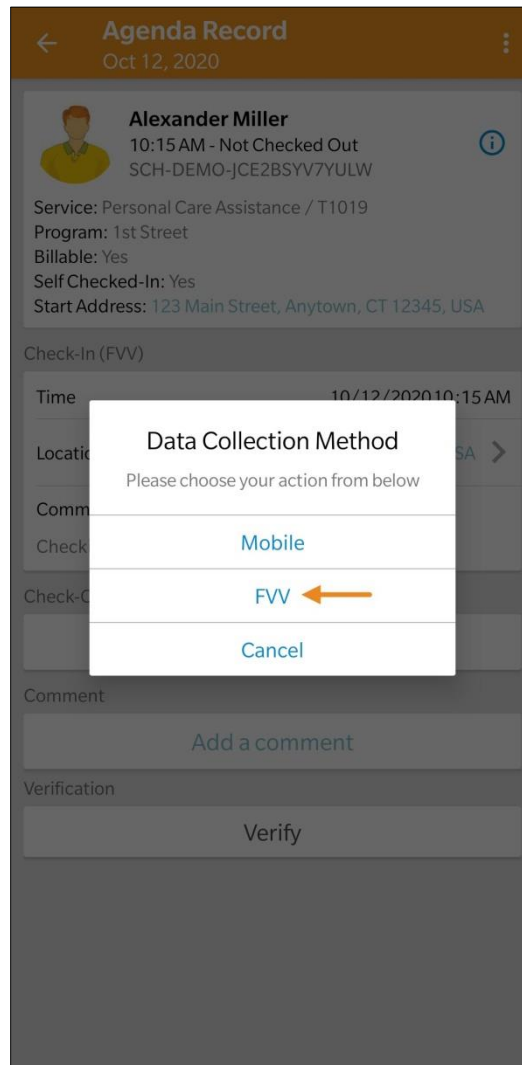 Agenda Record
Oct 12, 2020
Alexander Miller
10:15 AM - Not Checked Out
SCH-DEMO-JCE2BSYV7YULW
Service: Personal Care Assistance / T1019
Program: 1st Street
Billable: Yes
Self Checked-In: Yes
Start Address: 123 Main Street, Anytown, CT 12345, USA
Check-In (FVV)
Time 10/12/2020 10:15 AM
Data Collection Method
Please choose your action from below
Mobile
FVV
Cancel
Comment
Add a comment
Verification
Verify